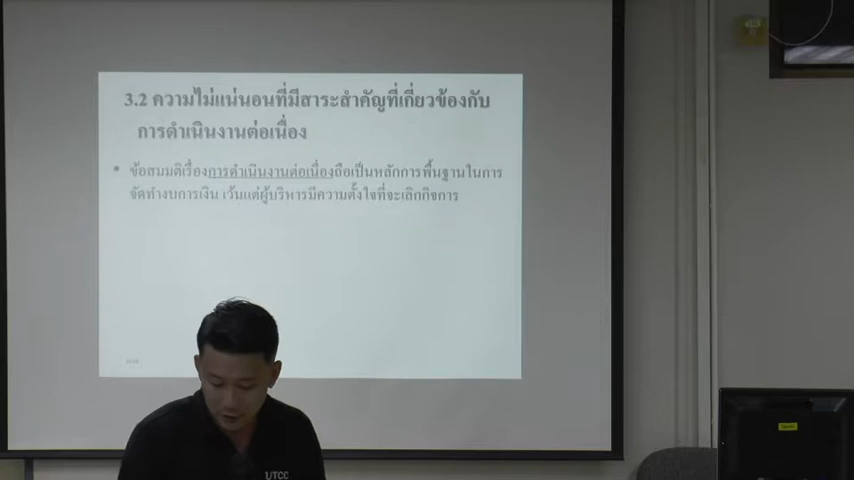 3.2 ความไม่แน่นอนที่มีสาระสำคัญที่เกี่ยวข้องกับ
การดำเนินงานต่อเนื่อง
* ข้อสมมติเรื่องการดำเนินงานต่อเนื่องถือเป็นหลักการพื้นฐานในการ
จัดทำงบการเงิน เว้นแต่ผู้บริหารมีความตั้งใจที่จะเลิกกิจการ
UTCC